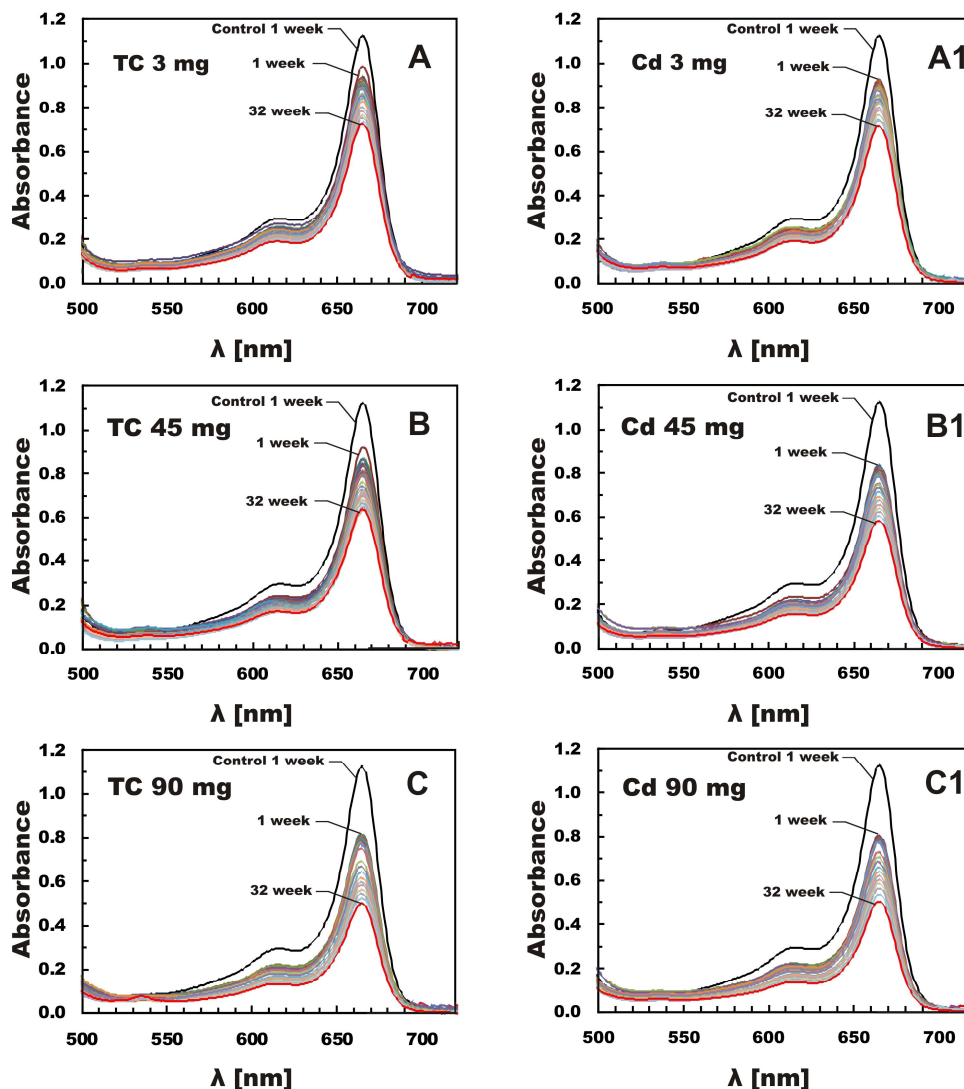 1.2
Control 1 week
A
TC 3 mg
1.0
1 week
0.8
32 week
0.6
0.4
0.2
0.0
Absorbance
500 550 600 650 700
λ [nm]
1.2
Control 1 week
A1
Cd 3 mg
1.0
1 week
0.8
32 week
0.6
0.4
0.2
0.0
Absorbance
500 550 600 650 700
λ [nm]
1.2
Control 1 week
B
TC 45 mg
1.0
1 week
0.8
32 week
0.6
0.4
0.2
0.0
Absorbance
500 550 600 650 700
λ [nm]
1.2
Control 1 week
B1
Cd 45 mg
1.0
1 week
0.8
32 week
0.6
0.4
0.2
0.0
Absorbance
500 550 600 650 700
λ [nm]
1.2
Control 1 week
C
TC 90 mg
1.0
1 week
0.8
32 week
0.6
0.4
0.2
0.0
Absorbance
500 550 600 650 700
λ [nm]
1.2
Control 1 week
C1
Cd 90 mg
1.0
1 week
0.8
32 week
0.6
0.4
0.2
0.0
Absorbance
500 550 600 650 700
λ [nm]